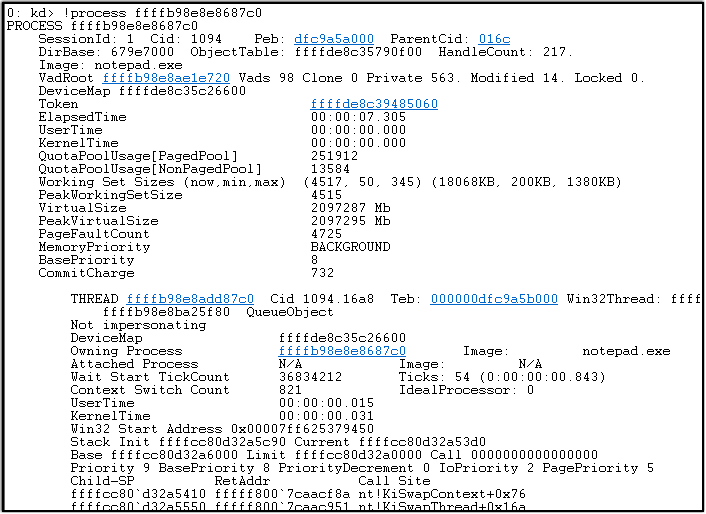 0: kd> !process ffffb98e8e8687c0
PROCESS ffffb98e8e8687c0
SessionId: 1 Cid: 1094 Peb: dfc9a5a000 ParentCid: 016c
DirBase: 679e7000 ObjectTable: ffffde8c35790f00 HandleCount: 217.
Image: notepad.exe
VadRoot ffffb98e8ae1e720 Vads 98 Clone 0 Private 563. Modified 14. Locked 0.
DeviceMap ffffde8c35c26600
Token ffffde8c39485060
ElapsedTime 00:00:07.305
UserTime 00:00:00.000
KernelTime 00:00:00.000
QuotaPoolUsage[PagedPool] 251912
QuotaPoolUsage[NonPagedPool] 13584
Working Set Sizes (now,min,max) (4517, 50, 345) (18068KB, 200KB, 1380KB)
PeakWorkingSetSize 4515
VirtualSize 2097287 Mb
PeakVirtualSize 2097295 Mb
PageFaultCount 4725
MemoryPriority BACKGROUND
BasePriority 8
CommitCharge 732
THREAD ffffb98e8add87c0 Cid 1094.16a8 Teb: 000000dfc9a5b000 Win32Thread: ffff
ffffb98e8ba25f80 QueueObject
Not impersonating
DeviceMap ffffde8c35c26600
Owning Process ffffb98e8e8687c0 Image: notepad.exe
Attached Process N/A Image: N/A
Wait Start TickCount 36834212 Ticks: 54 (0:00:00:00.843)
Context Switch Count 821 IdealProcessor: 0
UserTime 00:00:00.015
KernelTime 00:00:00.031
Win32 Start Address 0x00007ff625379450
Stack Init ffffcc80d32a5c90 Current ffffcc80d32a53d0
Base ffffcc80d32a6000 Limit ffffcc80d32a0000 Call 0000000000000000
Priority 9 BasePriority 8 PriorityDecrement 0 IoPriority 2 PagePriority 5
Child-SP RetAddr Call Site
ffffcc80`d32a5410 fffff800`7caacf8a nt!KiSwapContext+0x76
ffffcc80`d32a5550 fffff800`7caac951 nt!KiSwapThread+0x16a